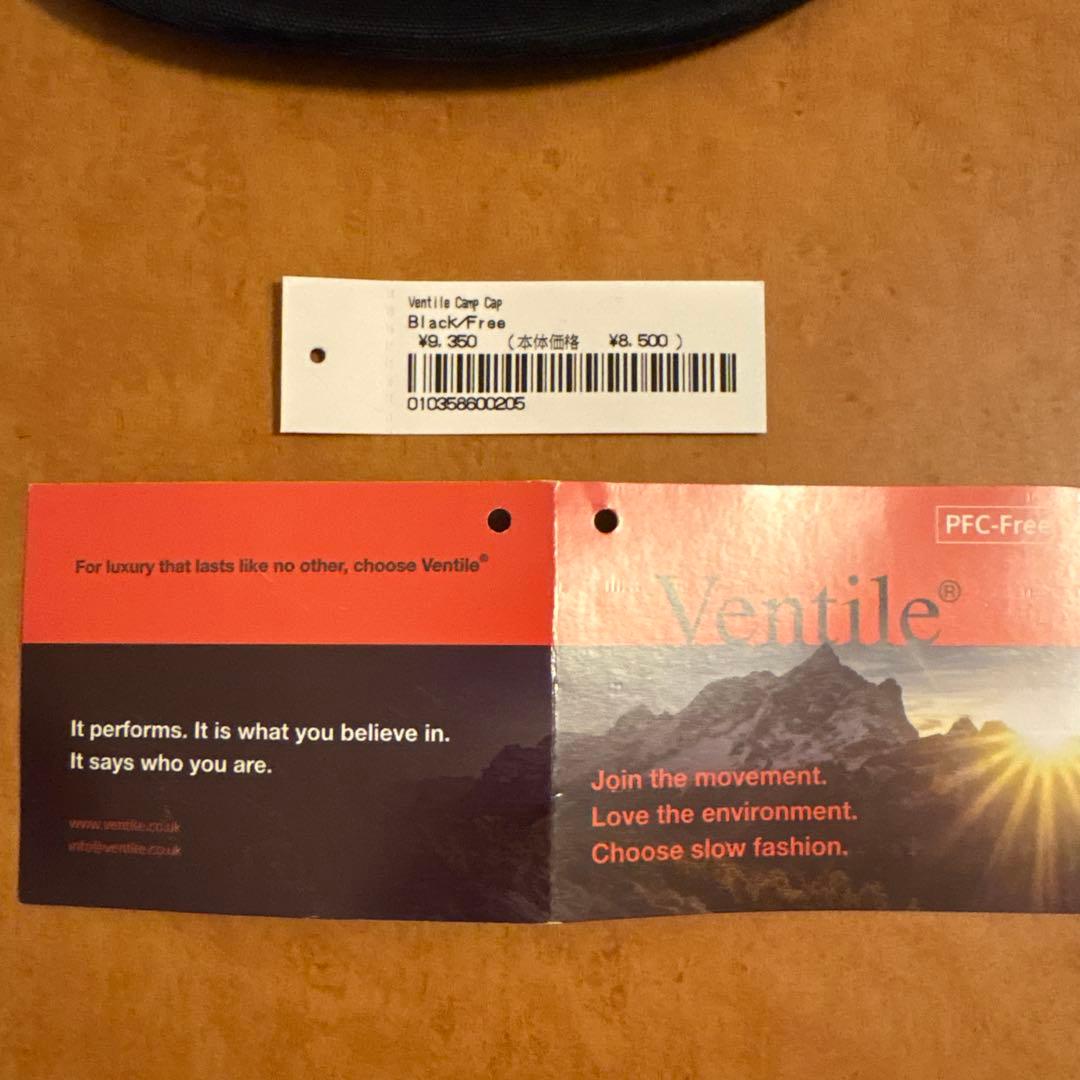 Ventile Camp Cap
Black/Free
¥9,350 (本体価格 ¥8,500 )
010358600205
For luxury that lasts like no other, choose Ventile®
PFC-Free
Ventile®
It performs. It is what you believe in.
It says who you are.
www.ventile.co.uk
info@ventile.co.uk
Join the movement.
Love the environment.
Choose slow fashion.